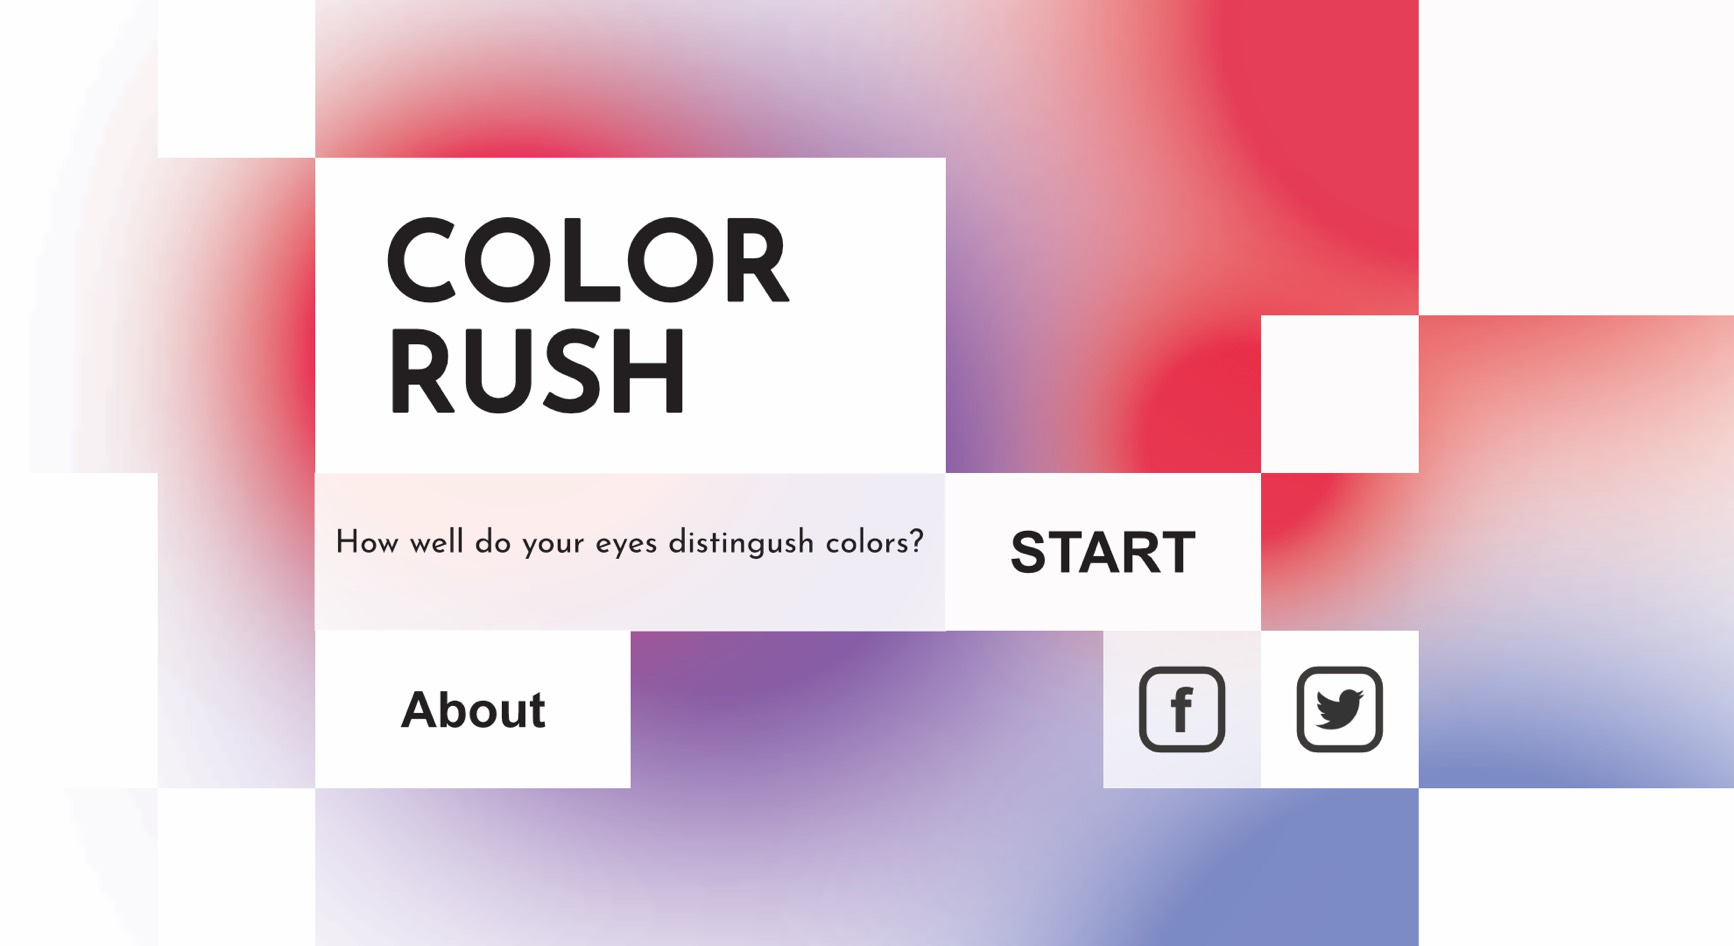 COLOR
RUSH
How well do your eyes distingush colors?
START
About
f